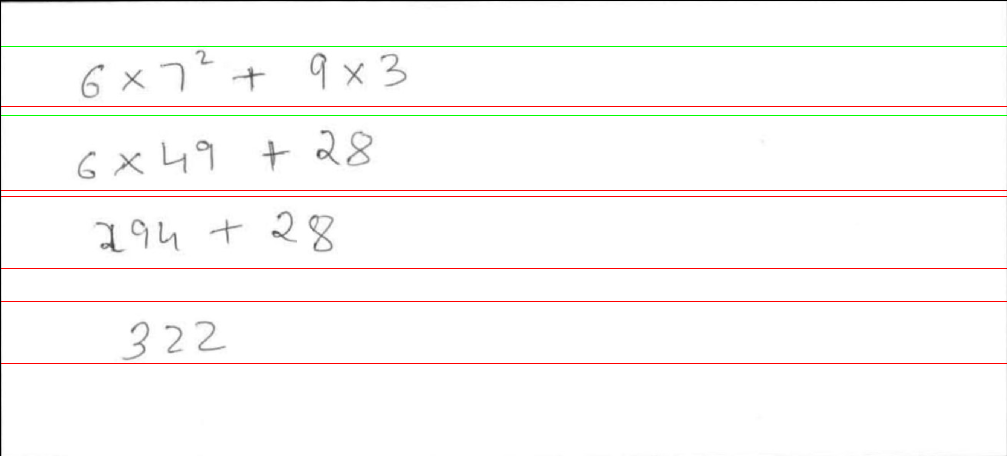 6 × 7² + 9 × 3
6 × 49 + 28
294 + 28
322